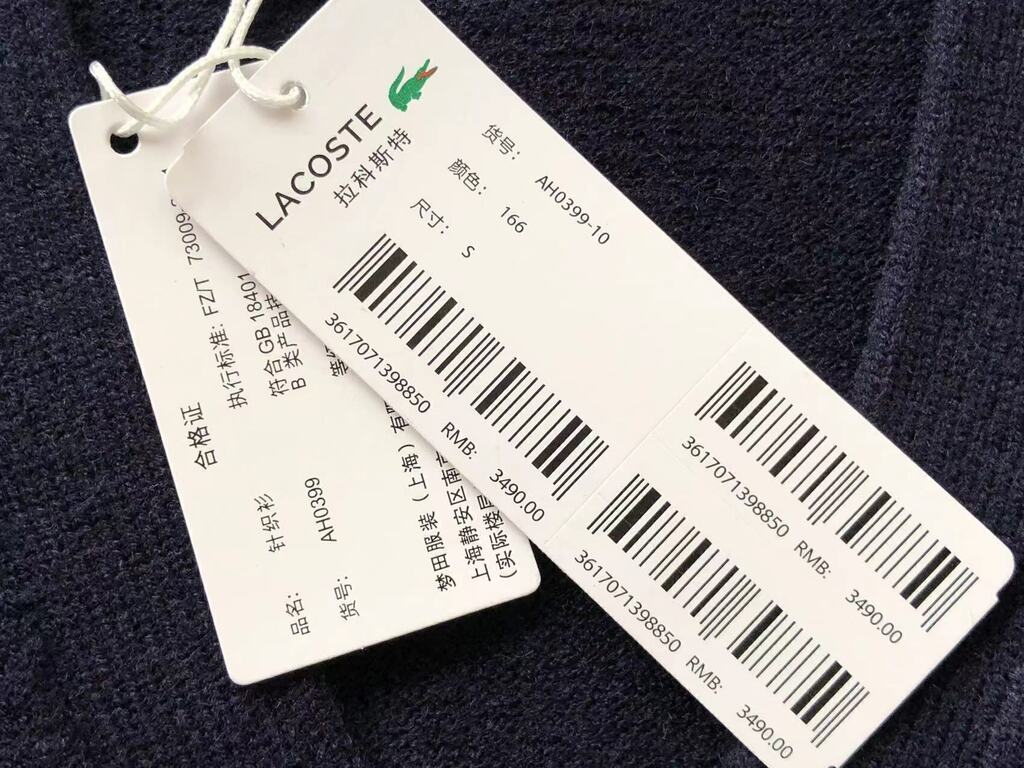 LACOSTE
拉科斯特
货号: AH0399-10
颜色: 166
尺寸: S
3617071398850 RMB: 3490.00
3617071398850 RMB: 3490.00
3617071398850 RMB: 3490.00
合格证
品名: 针织衫
货号: AH0399
执行标准: FZ/T 73009
符合GB 18401
B 类产品
梦田服装（上海）有
上海静安区南
(实际楼层